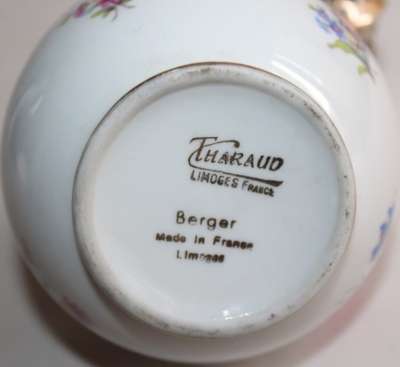 THARAUD
LIMOGES FRANCE
Berger
Made in France
Limoges